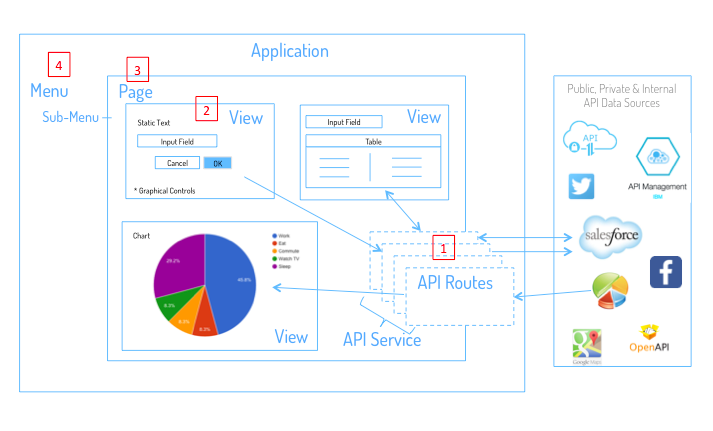 Application
4
Menu
Sub-Menu
3
Page
2
View
Static Text
Input Field
Cancel
OK
* Graphical Controls
View
Input Field
Table
Chart
Work
Eat
Commute
Watch TV
Sleep
29.2%
45.8%
8.3%
8.3%
8.3%
View
1
API Routes
API Service
Public, Private & Internal
API Data Sources
API
API Management
salesforce
f
Google Maps
OpenAPI